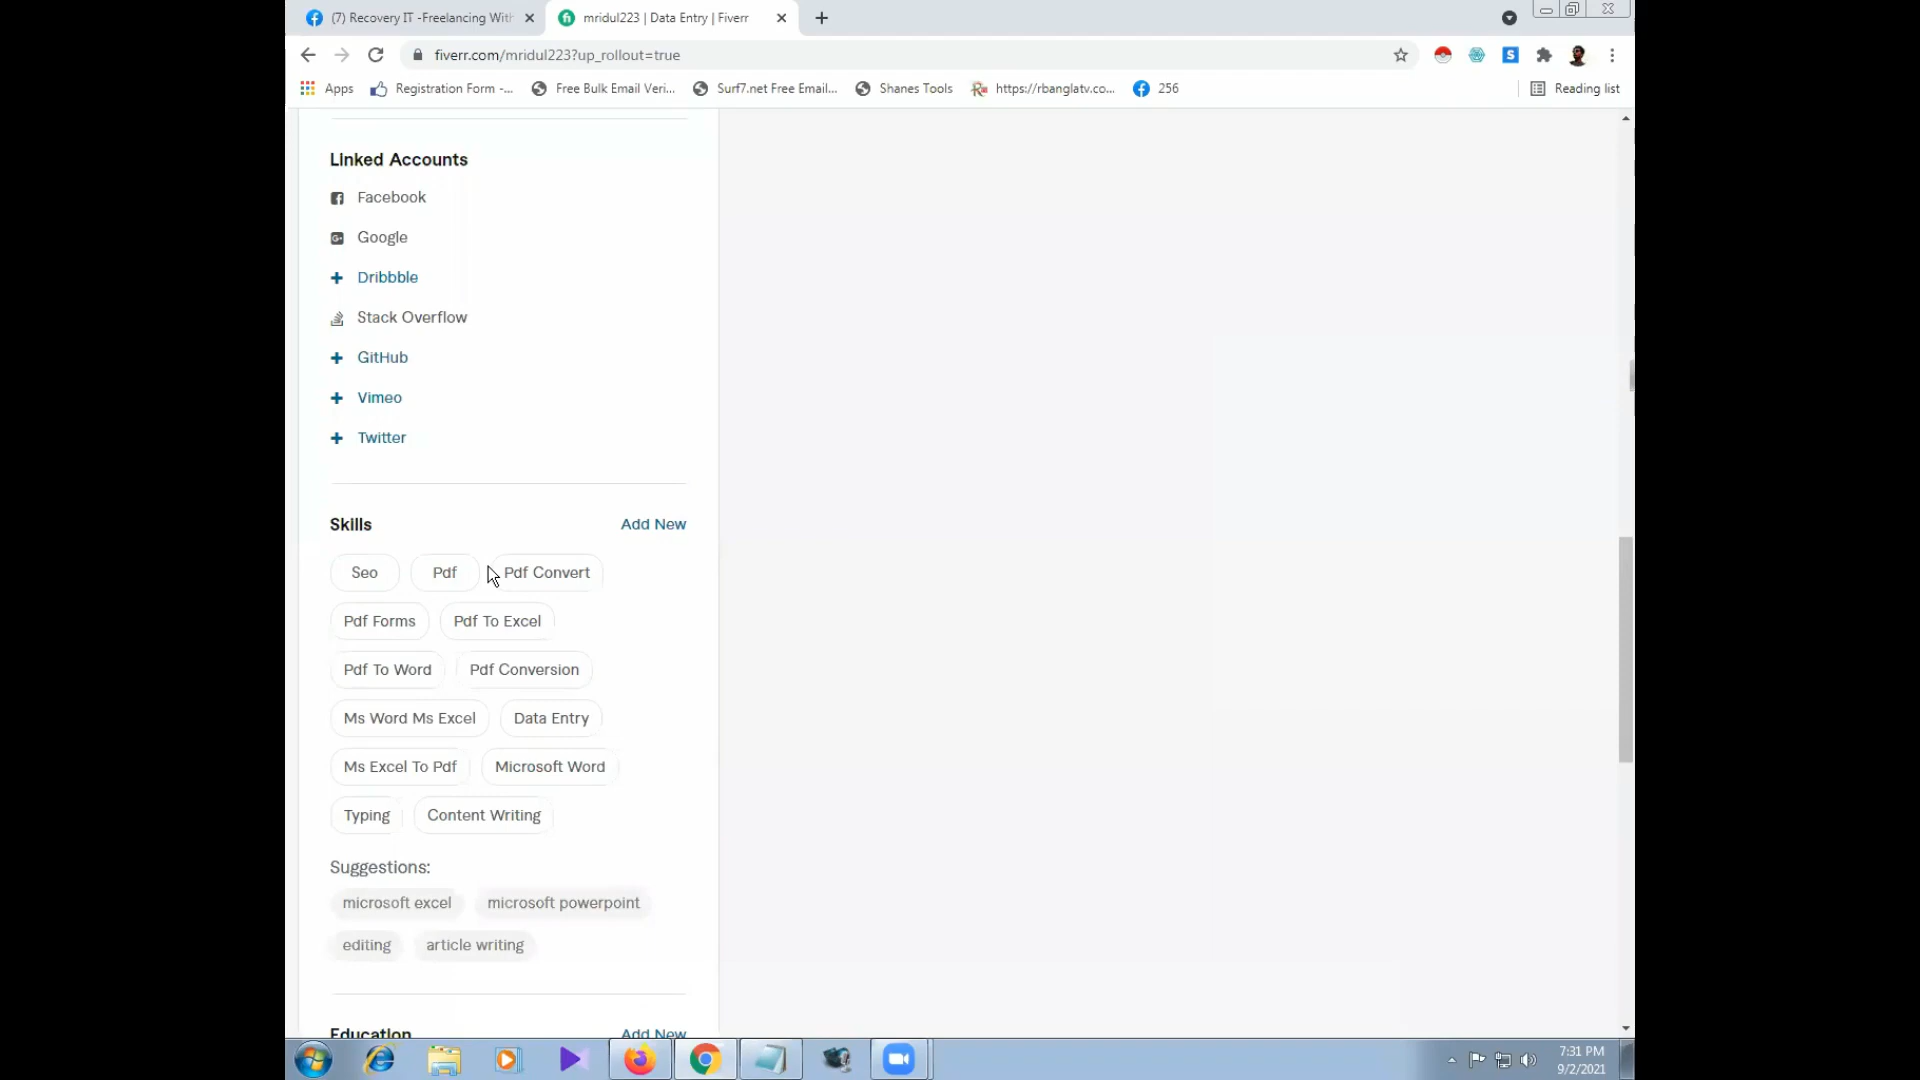 (7) Recovery IT -Freelancing With
mridul223 | Data Entry | Fiverr
fiverr.com/mridul223?up_rollout=true
Apps
Registration Form -...
Free Bulk Email Veri...
Surf7.net Free Email...
Shanes Tools
https://rbanglatv.co...
256
Reading list
Linked Accounts
Facebook
Google
Dribbble
Stack Overflow
GitHub
Vimeo
Twitter
Skills Add New
Seo Pdf Pdf Convert
Pdf Forms Pdf To Excel
Pdf To Word Pdf Conversion
Ms Word Ms Excel Data Entry
Ms Excel To Pdf Microsoft Word
Typing Content Writing
Suggestions:
microsoft excel microsoft powerpoint
editing article writing
Education Add New
7:31 PM
9/2/2021